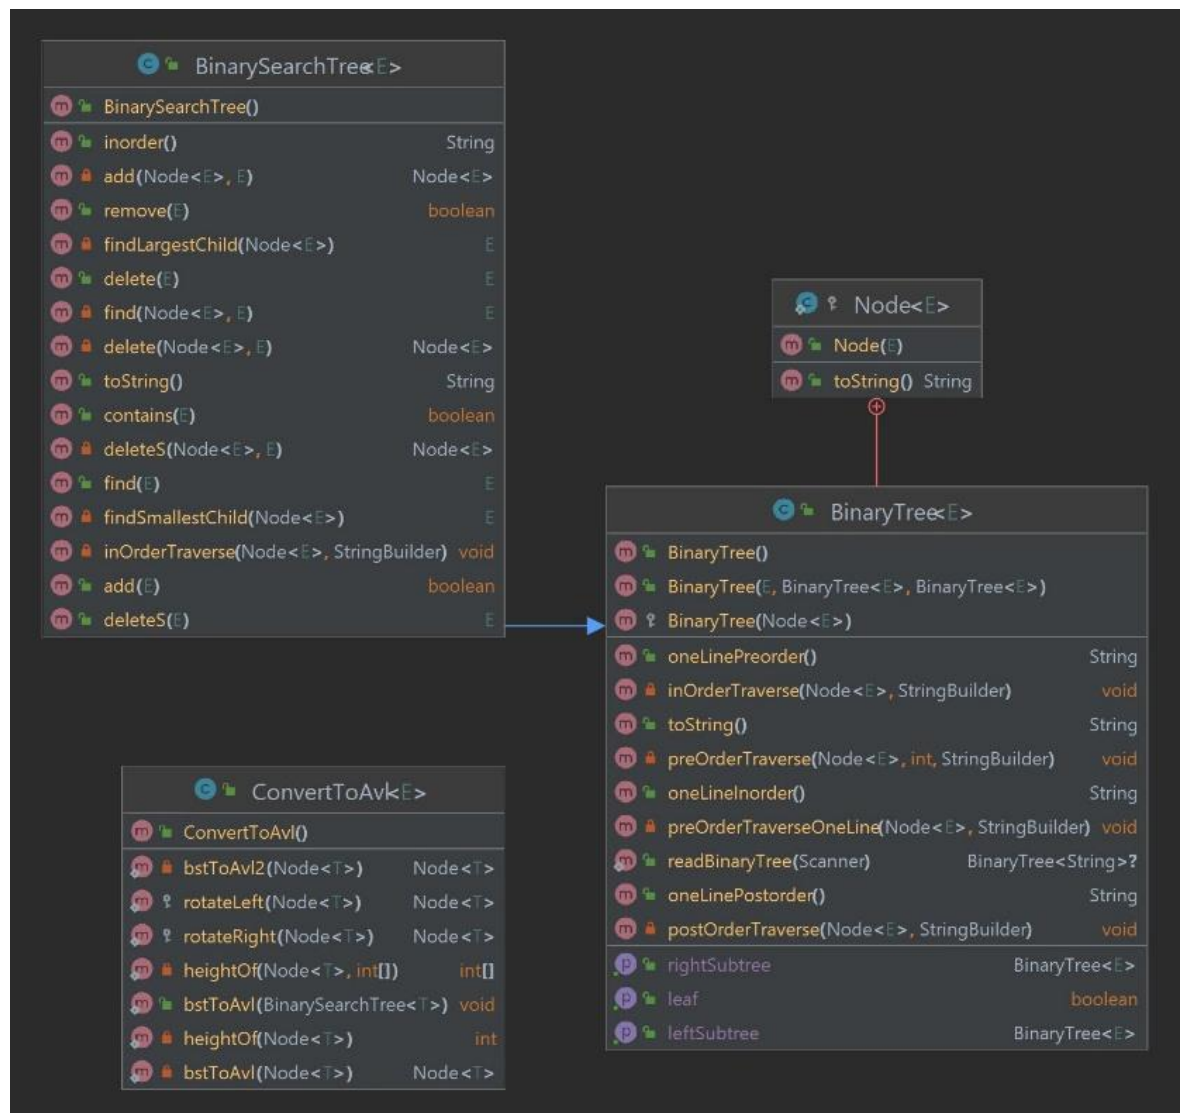 BinarySearchTree<E>
BinarySearchTree()
inorder() String
add(Node<E>, E) Node<E>
remove(E) boolean
findLargestChild(Node<E>) E
delete(E) E
find(Node<E>, E) E
delete(Node<E>, E) Node<E>
toString() String
contains(E) boolean
deleteS(Node<E>, E) Node<E>
find(E) E
findSmallestChild(Node<E>) E
inOrderTraverse(Node<E>, StringBuilder) void
add(E) boolean
deleteS(E) E
Node<E>
Node(E)
toString() String
BinaryTree<E>
BinaryTree()
BinaryTree(E, BinaryTree<E>, BinaryTree<E>)
BinaryTree(Node<E>)
oneLinePreorder() String
inOrderTraverse(Node<E>, StringBuilder) void
toString() String
preOrderTraverse(Node<E>, int, StringBuilder) void
oneLineInorder() String
preOrderTraverseOneLine(Node<E>, StringBuilder) void
readBinaryTree(Scanner) BinaryTree<String>?
oneLinePostorder() String
postOrderTraverse(Node<E>, StringBuilder) void
rightSubtree BinaryTree<E>
leaf boolean
leftSubtree BinaryTree<E>
ConvertToAvl<E>
ConvertToAvl()
bstToAvl2(Node<T>) Node<T>
rotateLeft(Node<T>) Node<T>
rotateRight(Node<T>) Node<T>
heightOf(Node<T>, int[]) int[]
bstToAvl(BinarySearchTree<T>) void
heightOf(Node<T>) int
bstToAvl(Node<T>) Node<T>